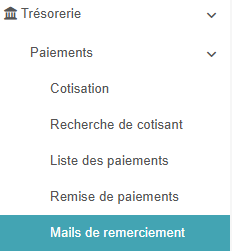 Trésorerie
Paiements
Cotisation
Recherche de cotisant
Liste des paiements
Remise de paiements
Mails de remerciement